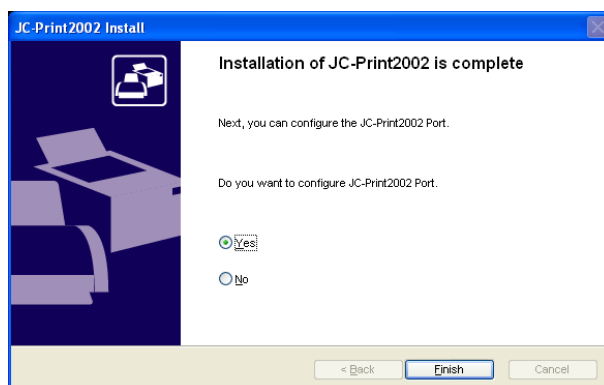 JC-Print2002 Install
Installation of JC-Print2002 is complete
Next, you can configure the JC-Print2002 Port.
Do you want to configure JC-Print2002 Port.
Yes
No
< Back Finish Cancel